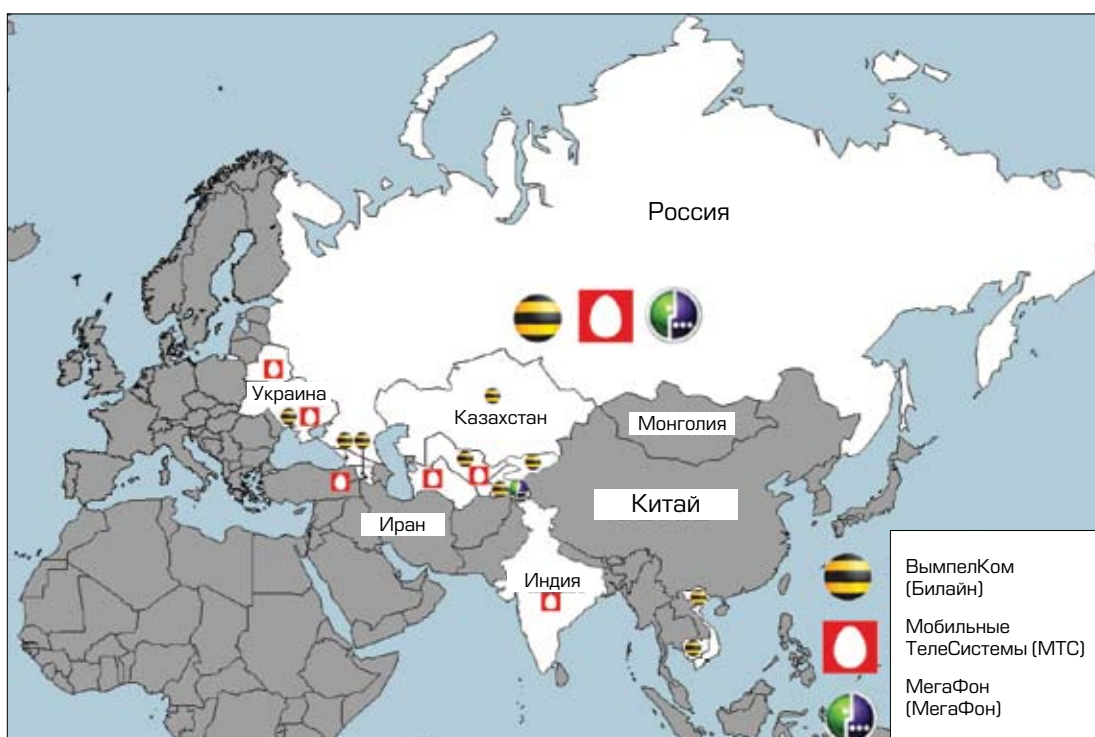 Россия
Украина
Казахстан
Монголия
Китай
Иран
Индия
ВымпелКом
(Билайн)
Мобильные
ТелеСистемы (МТС)
МегаФон
(МегаФон)